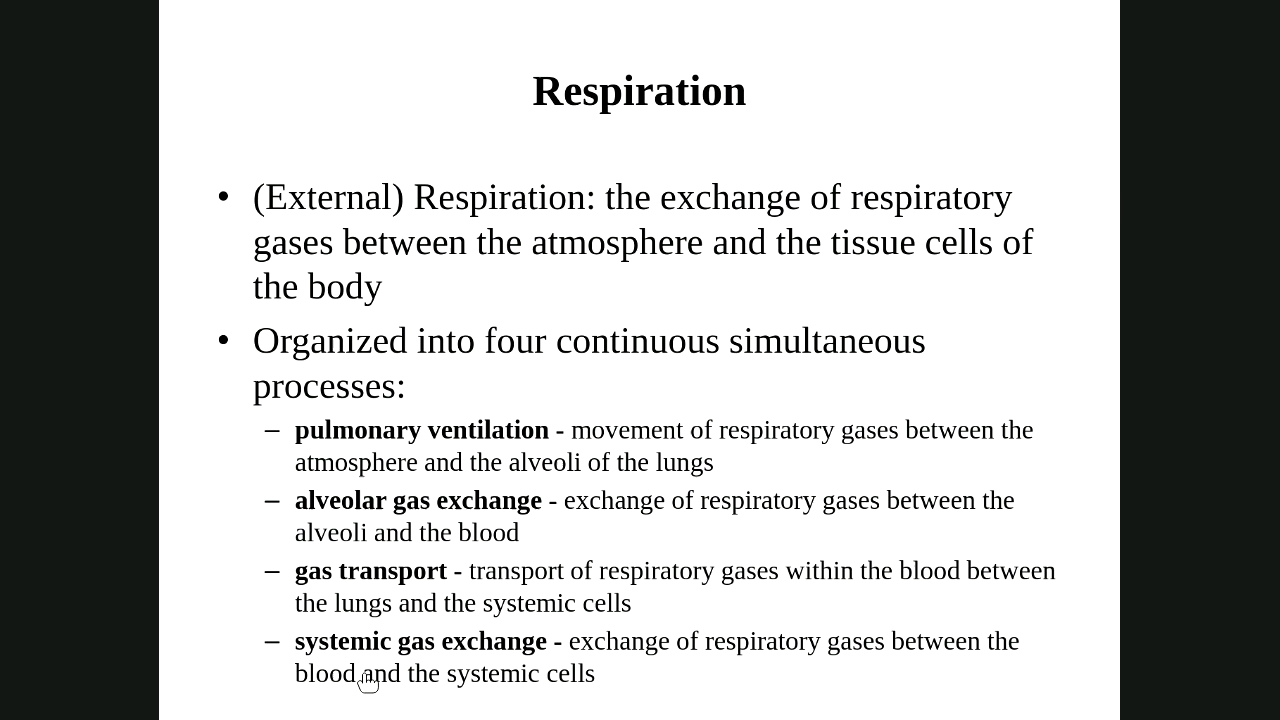 Respiration
• (External) Respiration: the exchange of respiratory
gases between the atmosphere and the tissue cells of
the body
• Organized into four continuous simultaneous
processes:
– pulmonary ventilation - movement of respiratory gases between the
atmosphere and the alveoli of the lungs
– alveolar gas exchange - exchange of respiratory gases between the
alveoli and the blood
– gas transport - transport of respiratory gases within the blood between
the lungs and the systemic cells
– systemic gas exchange - exchange of respiratory gases between the
blood and the systemic cells